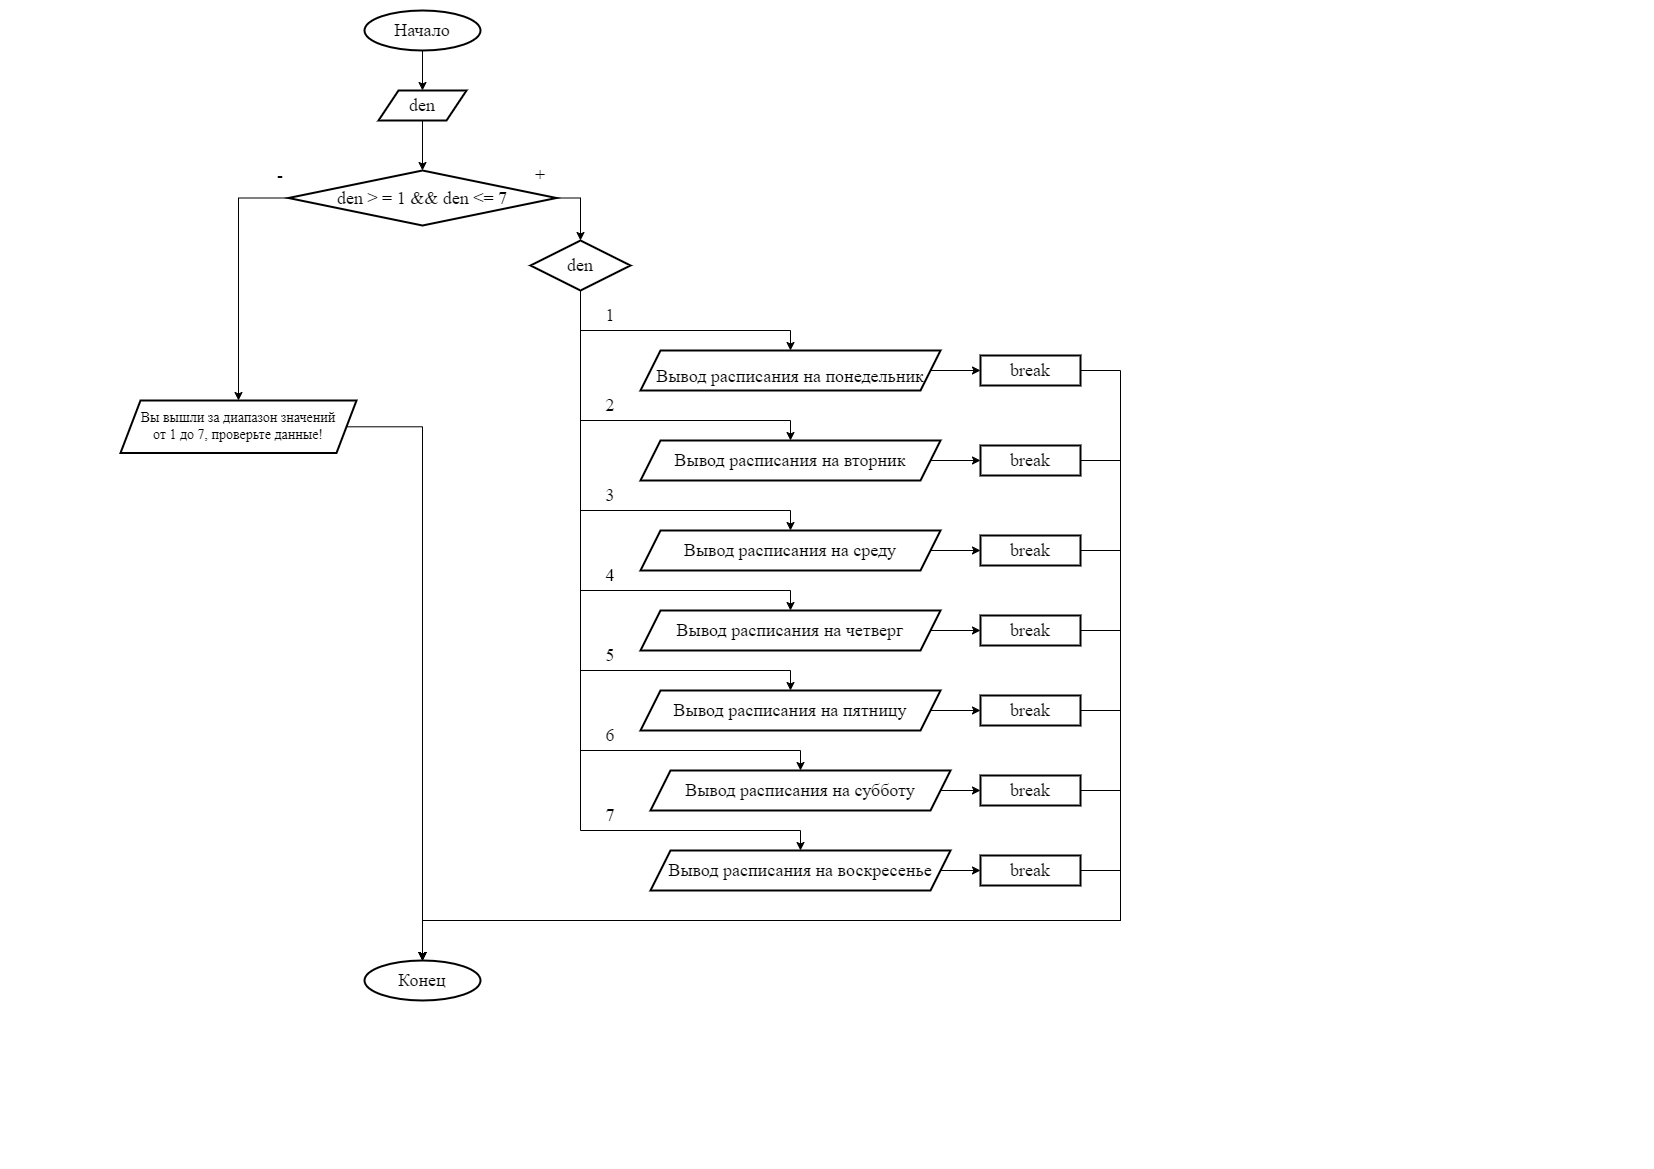 Начало
den
- +
den > = 1 && den <= 7
den
1
Вывод расписания на понедельник
break
Вы вышли за диапазон значений
от 1 до 7, проверьте данные!
2
Вывод расписания на вторник
break
3
Вывод расписания на среду
break
4
Вывод расписания на четверг
break
5
Вывод расписания на пятницу
break
6
Вывод расписания на субботу
break
7
Вывод расписания на воскресенье
break
Конец